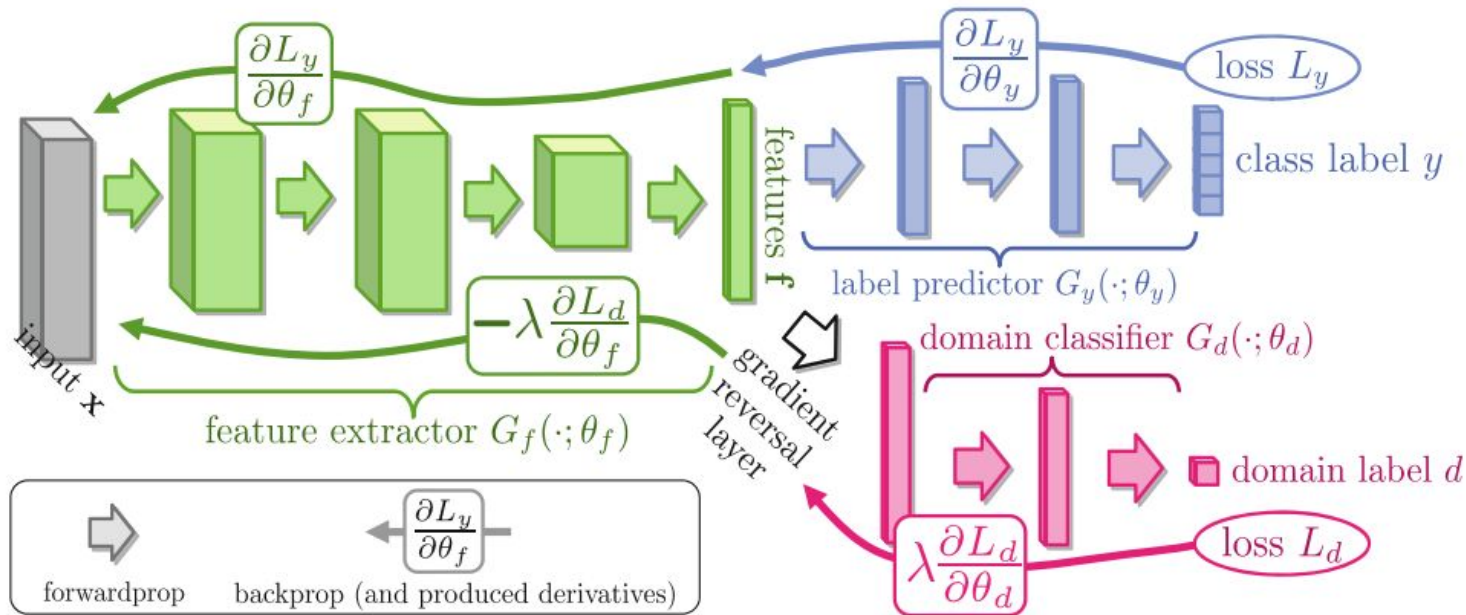 ∂L_y
∂θ_f
∂L_y
∂θ_y
loss L_y
features f
class label y
label predictor G_y(·; θ_y)
input x
−λ ∂L_d
∂θ_f
feature extractor G_f(·; θ_f)
gradient
reversal
layer
domain classifier G_d(·; θ_d)
domain label d
λ ∂L_d
∂θ_d
loss L_d
∂L_y
∂θ_f
forwardprop
backprop (and produced derivatives)